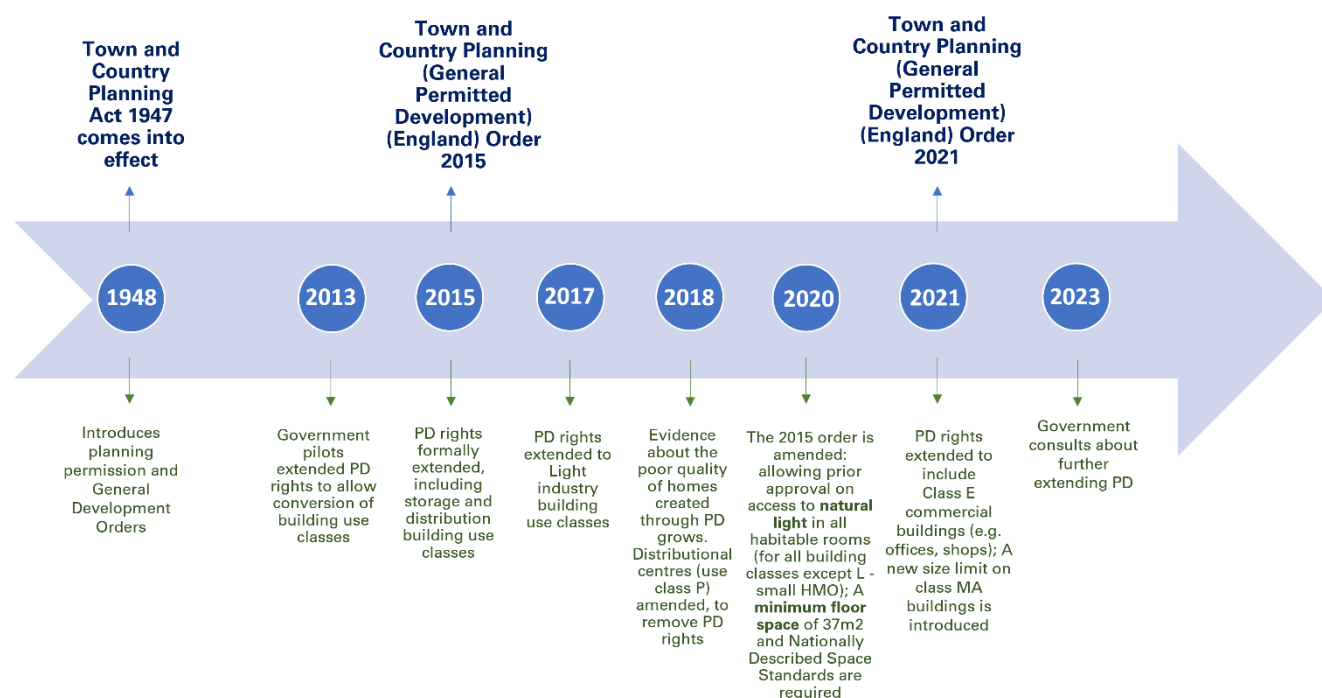 Town and
Country
Planning
Act 1947
comes into
effect
Town and
Country Planning
(General
Permitted
Development)
(England) Order
2015
Town and
Country Planning
(General
Permitted
Development)
(England) Order
2021
1948
2013
2015
2017
2018
2020
2021
2023
Introduces
planning
permission and
General
Development
Orders
Government
pilots
extended PD
rights to allow
conversion of
building use
classes
PD rights
formally
extended,
including
storage and
distribution
building use
classes
PD rights
extended to
Light
industry
building
use classes
Evidence
about the
poor quality
of homes
created
through PD
grows.
Distributional
centres (use
class P)
amended, to
remove PD
rights
The 2015 order is
amended:
allowing prior
approval on
access to natural
light in all
habitable rooms
(for all building
classes except L -
small HMO); A
minimum floor
space of 37m2
and Nationally
Described Space
Standards are
required
PD rights
extended to
include
Class E
commercial
buildings (e.g.
offices, shops); A
new size limit on
class MA
buildings is
introduced
Government
consults about
further
extending PD